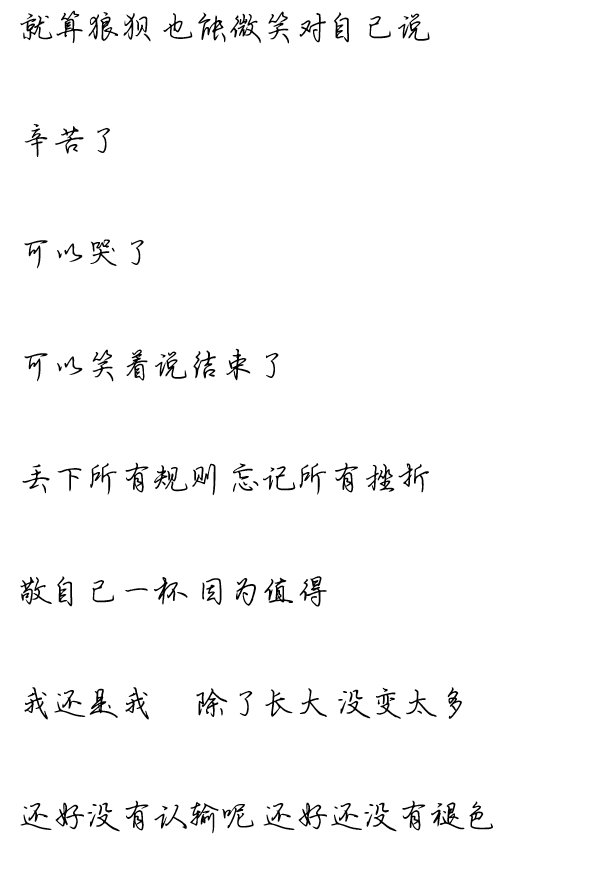 就算狼狈 也能微笑对自己说
辛苦了
可以哭了
可以笑着说结束了
丢下所有规则 忘记所有挫折
敬自己一杯 因为值得
我还是我 除了长大 没变太多
还好没有认输呢 还好还没有褪色